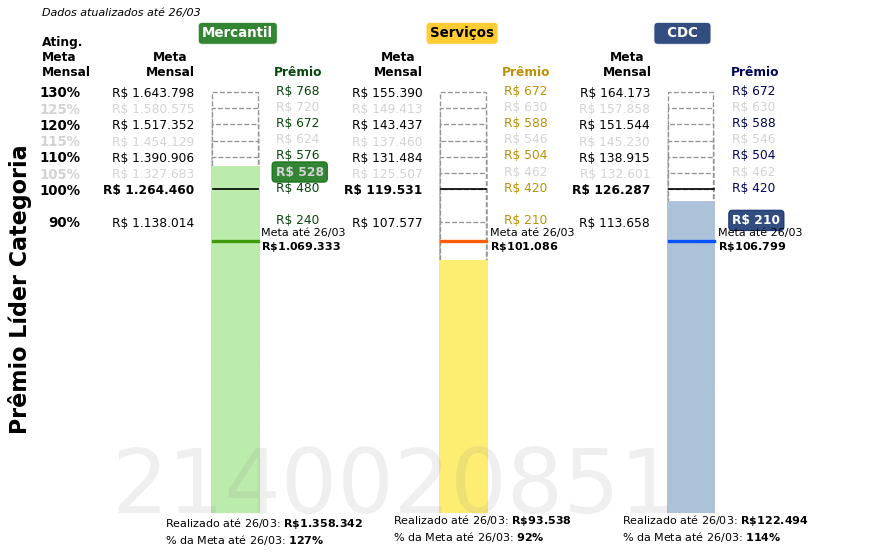 Dados atualizados até 26/03
Mercantil Serviços CDC
Ating.
Meta
Mensal
Meta
Mensal Prêmio Meta
Mensal Prêmio Meta
Mensal Prêmio
130% R$ 1.643.798 R$ 768 R$ 155.390 R$ 672 R$ 164.173 R$ 672
125% R$ 1.580.575 R$ 720 R$ 149.413 R$ 630 R$ 157.858 R$ 630
120% R$ 1.517.352 R$ 672 R$ 143.437 R$ 588 R$ 151.544 R$ 588
115% R$ 1.454.129 R$ 624 R$ 137.460 R$ 546 R$ 145.230 R$ 546
110% R$ 1.390.906 R$ 576 R$ 131.484 R$ 504 R$ 138.915 R$ 504
105% R$ 1.327.683 R$ 528 R$ 125.507 R$ 462 R$ 132.601 R$ 462
100% R$ 1.264.460 R$ 480 R$ 119.531 R$ 420 R$ 126.287 R$ 420
90% R$ 1.138.014 R$ 240 R$ 107.577 R$ 210 R$ 113.658 R$ 210
Meta até 26/03 Meta até 26/03 Meta até 26/03
R$1.069.333 R$101.086 R$106.799
Prêmio Líder Categoria
2140020851
Realizado até 26/03: R$1.358.342 Realizado até 26/03: R$93.538 Realizado até 26/03: R$122.494
% da Meta até 26/03: 127% % da Meta até 26/03: 92% % da Meta até 26/03: 114%